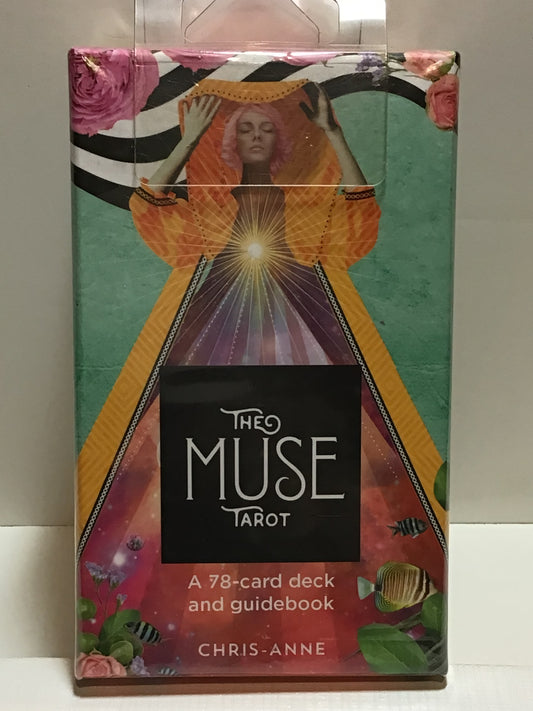 THE
MUSE
TAROT
A 78-card deck
and guidebook
CHRIS-ANNE